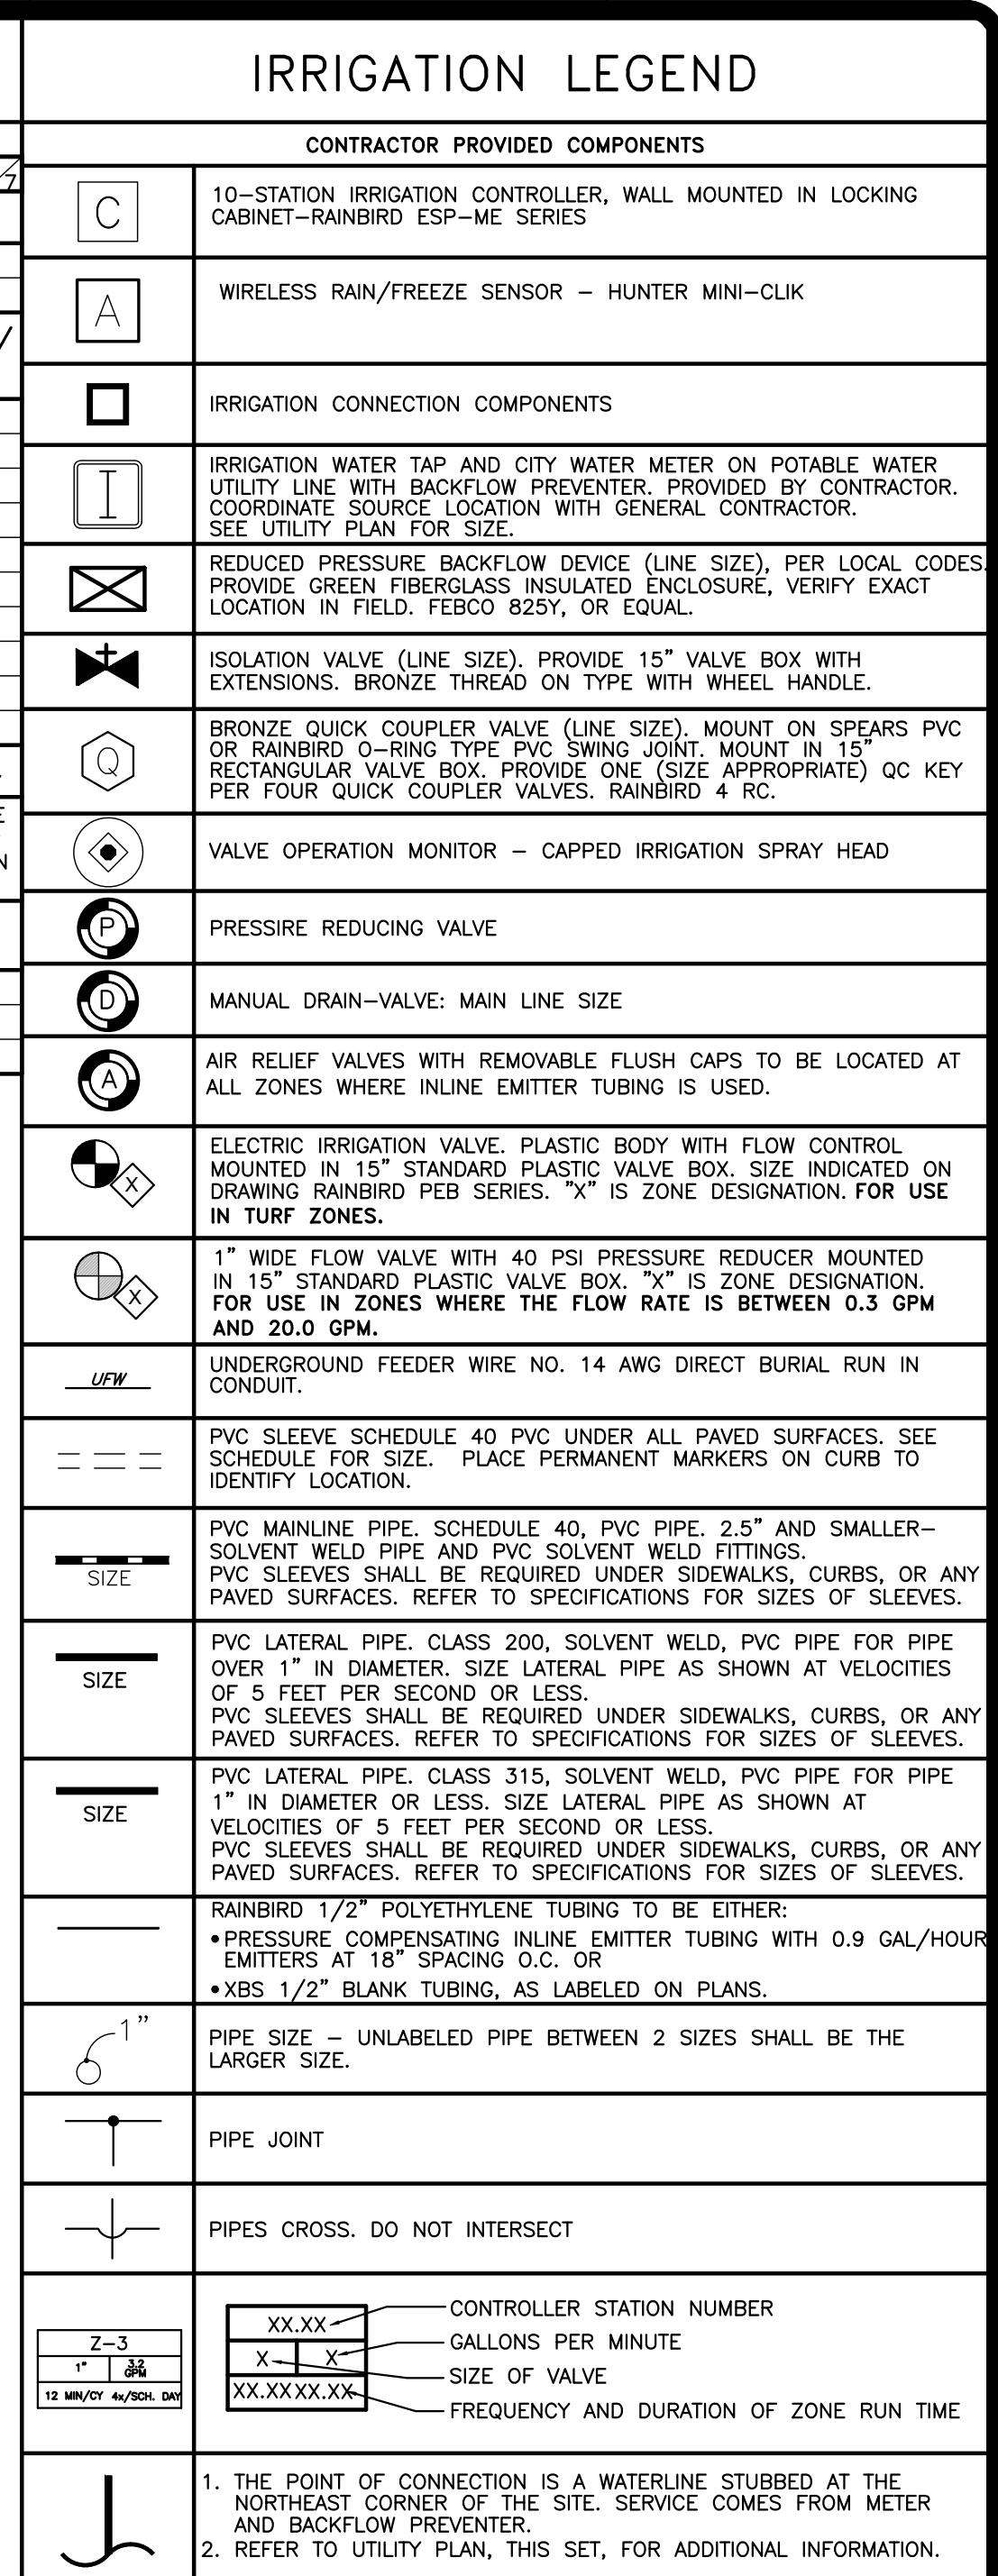 IRRIGATION LEGEND
CONTRACTOR PROVIDED COMPONENTS
7
C
10-STATION IRRIGATION CONTROLLER, WALL MOUNTED IN LOCKING
CABINET-RAINBIRD ESP-ME SERIES
A
WIRELESS RAIN/FREEZE SENSOR - HUNTER MINI-CLIK
IRRIGATION CONNECTION COMPONENTS
I
IRRIGATION WATER TAP AND CITY WATER METER ON POTABLE WATER
UTILITY LINE WITH BACKFLOW PREVENTER. PROVIDED BY CONTRACTOR.
COORDINATE SOURCE LOCATION WITH GENERAL CONTRACTOR.
SEE UTILITY PLAN FOR SIZE.
REDUCED PRESSURE BACKFLOW DEVICE (LINE SIZE), PER LOCAL CODES.
PROVIDE GREEN FIBERGLASS INSULATED ENCLOSURE, VERIFY EXACT
LOCATION IN FIELD. FEBCO 825Y, OR EQUAL.
ISOLATION VALVE (LINE SIZE). PROVIDE 15" VALVE BOX WITH
EXTENSIONS. BRONZE THREAD ON TYPE WITH WHEEL HANDLE.
Q
BRONZE QUICK COUPLER VALVE (LINE SIZE). MOUNT ON SPEARS PVC
OR RAINBIRD O-RING TYPE PVC SWING JOINT. MOUNT IN 15"
RECTANGULAR VALVE BOX. PROVIDE ONE (SIZE APPROPRIATE) QC KEY
PER FOUR QUICK COUPLER VALVES. RAINBIRD 4 RC.
E
N
VALVE OPERATION MONITOR - CAPPED IRRIGATION SPRAY HEAD
P
PRESSIRE REDUCING VALVE
D
MANUAL DRAIN-VALVE: MAIN LINE SIZE
A
AIR RELIEF VALVES WITH REMOVABLE FLUSH CAPS TO BE LOCATED AT
ALL ZONES WHERE INLINE EMITTER TUBING IS USED.
X
ELECTRIC IRRIGATION VALVE. PLASTIC BODY WITH FLOW CONTROL
MOUNTED IN 15" STANDARD PLASTIC VALVE BOX. SIZE INDICATED ON
DRAWING RAINBIRD PEB SERIES. "X" IS ZONE DESIGNATION. FOR USE
IN TURF ZONES.
X
1" WIDE FLOW VALVE WITH 40 PSI PRESSURE REDUCER MOUNTED
IN 15" STANDARD PLASTIC VALVE BOX. "X" IS ZONE DESIGNATION.
FOR USE IN ZONES WHERE THE FLOW RATE IS BETWEEN 0.3 GPM
AND 20.0 GPM.
UFW
UNDERGROUND FEEDER WIRE NO. 14 AWG DIRECT BURIAL RUN IN
CONDUIT.
PVC SLEEVE SCHEDULE 40 PVC UNDER ALL PAVED SURFACES. SEE
SCHEDULE FOR SIZE. PLACE PERMANENT MARKERS ON CURB TO
IDENTIFY LOCATION.
SIZE
PVC MAINLINE PIPE. SCHEDULE 40, PVC PIPE. 2.5" AND SMALLER-
SOLVENT WELD PIPE AND PVC SOLVENT WELD FITTINGS.
PVC SLEEVES SHALL BE REQUIRED UNDER SIDEWALKS, CURBS, OR ANY
PAVED SURFACES. REFER TO SPECIFICATIONS FOR SIZES OF SLEEVES.
SIZE
PVC LATERAL PIPE. CLASS 200, SOLVENT WELD, PVC PIPE FOR PIPE
OVER 1" IN DIAMETER. SIZE LATERAL PIPE AS SHOWN AT VELOCITIES
OF 5 FEET PER SECOND OR LESS.
PVC SLEEVES SHALL BE REQUIRED UNDER SIDEWALKS, CURBS, OR ANY
PAVED SURFACES. REFER TO SPECIFICATIONS FOR SIZES OF SLEEVES.
SIZE
PVC LATERAL PIPE. CLASS 315, SOLVENT WELD, PVC PIPE FOR PIPE
1" IN DIAMETER OR LESS. SIZE LATERAL PIPE AS SHOWN AT
VELOCITIES OF 5 FEET PER SECOND OR LESS.
PVC SLEEVES SHALL BE REQUIRED UNDER SIDEWALKS, CURBS, OR ANY
PAVED SURFACES. REFER TO SPECIFICATIONS FOR SIZES OF SLEEVES.
RAINBIRD 1/2" POLYETHYLENE TUBING TO BE EITHER:
• PRESSURE COMPENSATING INLINE EMITTER TUBING WITH 0.9 GAL/HOUR
EMITTERS AT 18" SPACING O.C. OR
• XBS 1/2" BLANK TUBING, AS LABELED ON PLANS.
1"
PIPE SIZE - UNLABELED PIPE BETWEEN 2 SIZES SHALL BE THE
LARGER SIZE.
PIPE JOINT
PIPES CROSS. DO NOT INTERSECT
Z-3
1" 3.2 GPM
12 MIN/CY 4x/SCH. DAY
XX.XX CONTROLLER STATION NUMBER
X GALLONS PER MINUTE
X SIZE OF VALVE
XX.XX XX.XX FREQUENCY AND DURATION OF ZONE RUN TIME
1. THE POINT OF CONNECTION IS A WATERLINE STUBBED AT THE
NORTHEAST CORNER OF THE SITE. SERVICE COMES FROM METER
AND BACKFLOW PREVENTER.
2. REFER TO UTILITY PLAN, THIS SET, FOR ADDITIONAL INFORMATION.